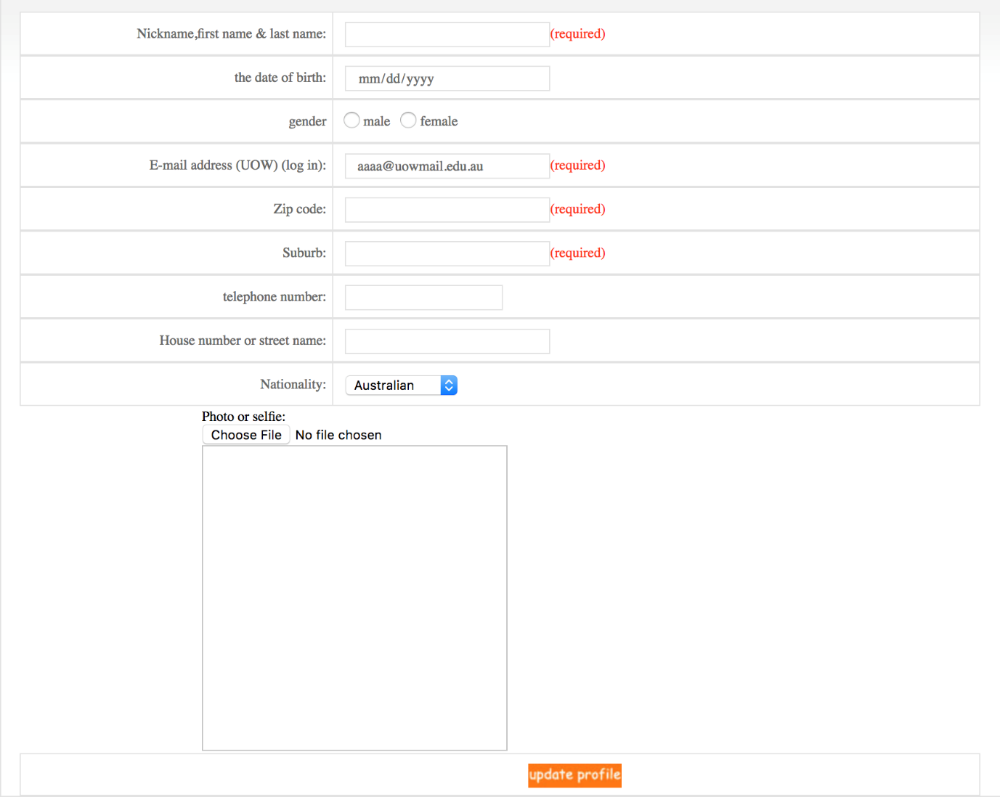 Nickname,first name & last name: (required)
the date of birth: mm/dd/yyyy
gender male female
E-mail address (UOW) (log in): aaaa@uowmail.edu.au (required)
Zip code: (required)
Suburb: (required)
telephone number:
House number or street name:
Nationality: Australian
Photo or selfie:
Choose File No file chosen
update profile